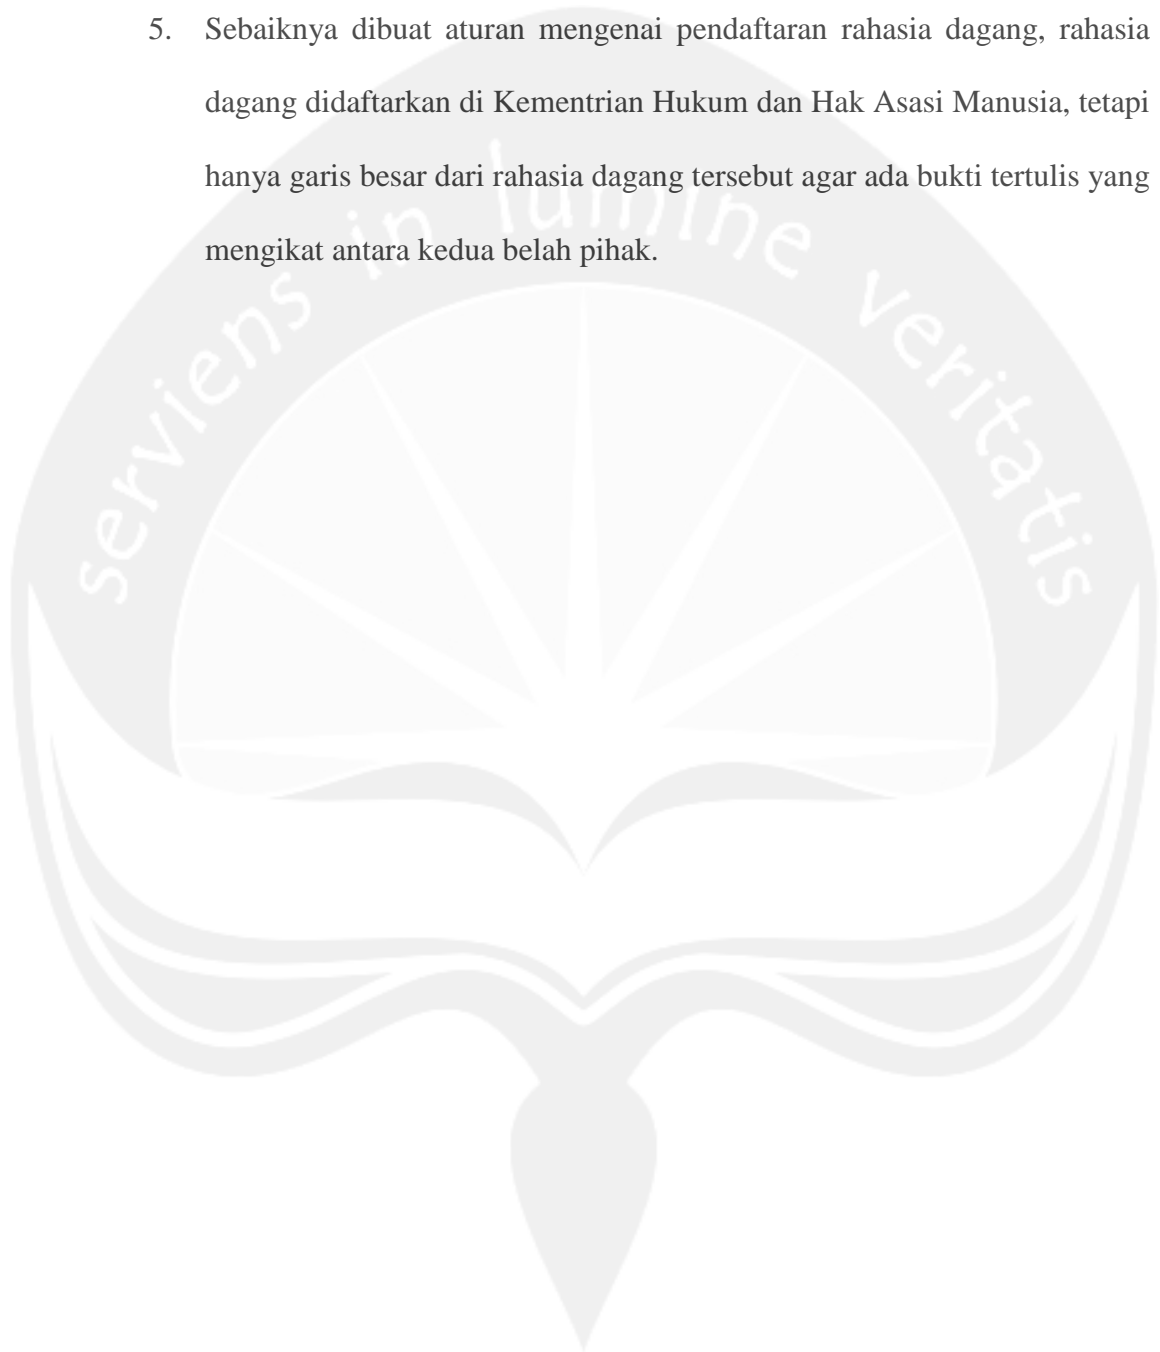 5. Sebaiknya dibuat aturan mengenai pendaftaran rahasia dagang, rahasia
dagang didaftarkan di Kementrian Hukum dan Hak Asasi Manusia, tetapi
hanya garis besar dari rahasia dagang tersebut agar ada bukti tertulis yang
mengikat antara kedua belah pihak.
serviens in lumine veritatis